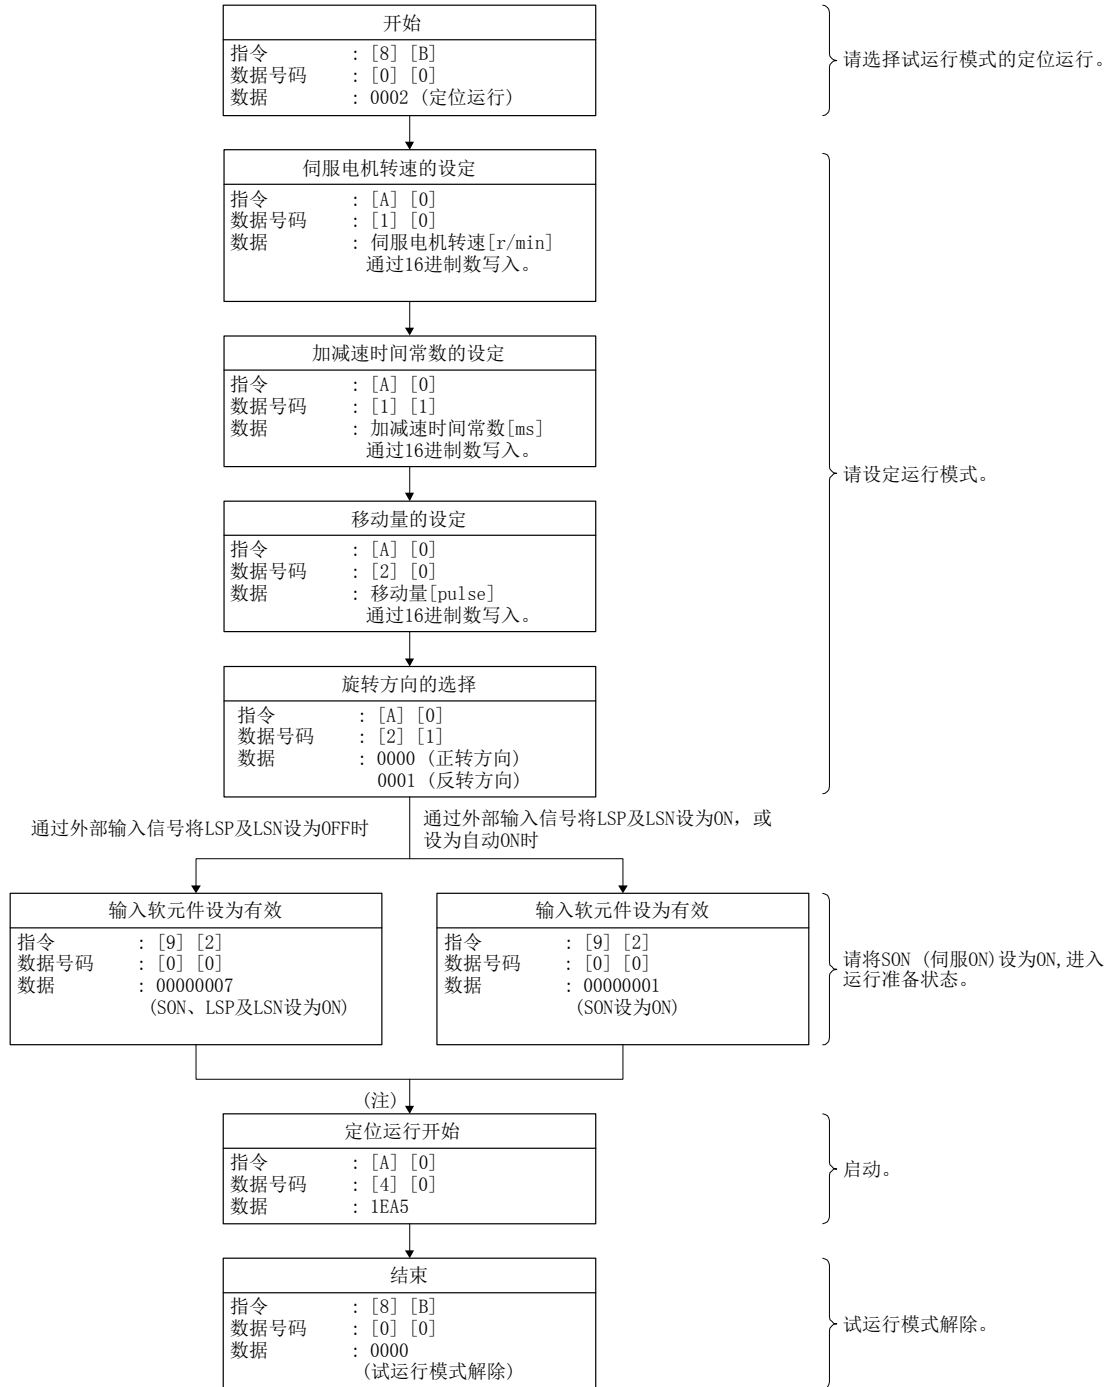 开始
指令 : [8] [B]
数据号码 : [0] [0]
数据 : 0002 (定位运行)
请选择试运行模式的定位运行。
伺服电机转速的设定
指令 : [A] [0]
数据号码 : [1] [0]
数据 : 伺服电机转速[r/min]
通过16进制数写入。
加减速时间常数的设定
指令 : [A] [0]
数据号码 : [1] [1]
数据 : 加减速时间常数[ms]
通过16进制数写入。
请设定运行模式。
移动量的设定
指令 : [A] [0]
数据号码 : [2] [0]
数据 : 移动量[pulse]
通过16进制数写入。
旋转方向的选择
指令 : [A] [0]
数据号码 : [2] [1]
数据 : 0000 (正转方向)
0001 (反转方向)
通过外部输入信号将LSP及LSN设为OFF时
通过外部输入信号将LSP及LSN设为ON，或
设为自动ON时
输入软元件设为有效
指令 : [9] [2]
数据号码 : [0] [0]
数据 : 00000007
(SON、LSP及LSN设为ON)
输入软元件设为有效
指令 : [9] [2]
数据号码 : [0] [0]
数据 : 00000001
(SON设为ON)
请将SON (伺服ON)设为ON,进入
运行准备状态。
(注)
定位运行开始
指令 : [A] [0]
数据号码 : [4] [0]
数据 : 1EA5
启动。
结束
指令 : [8] [B]
数据号码 : [0] [0]
数据 : 0000
(试运行模式解除)
试运行模式解除。